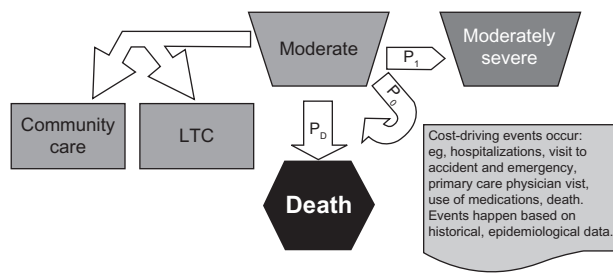 Moderate
Moderately
severe
P1
P0
PD
Community
care
LTC
Death
Cost-driving events occur:
eg, hospitalizations, visit to
accident and emergency,
primary care physician vist,
use of medications, death.
Events happen based on
historical, epidemiological data.